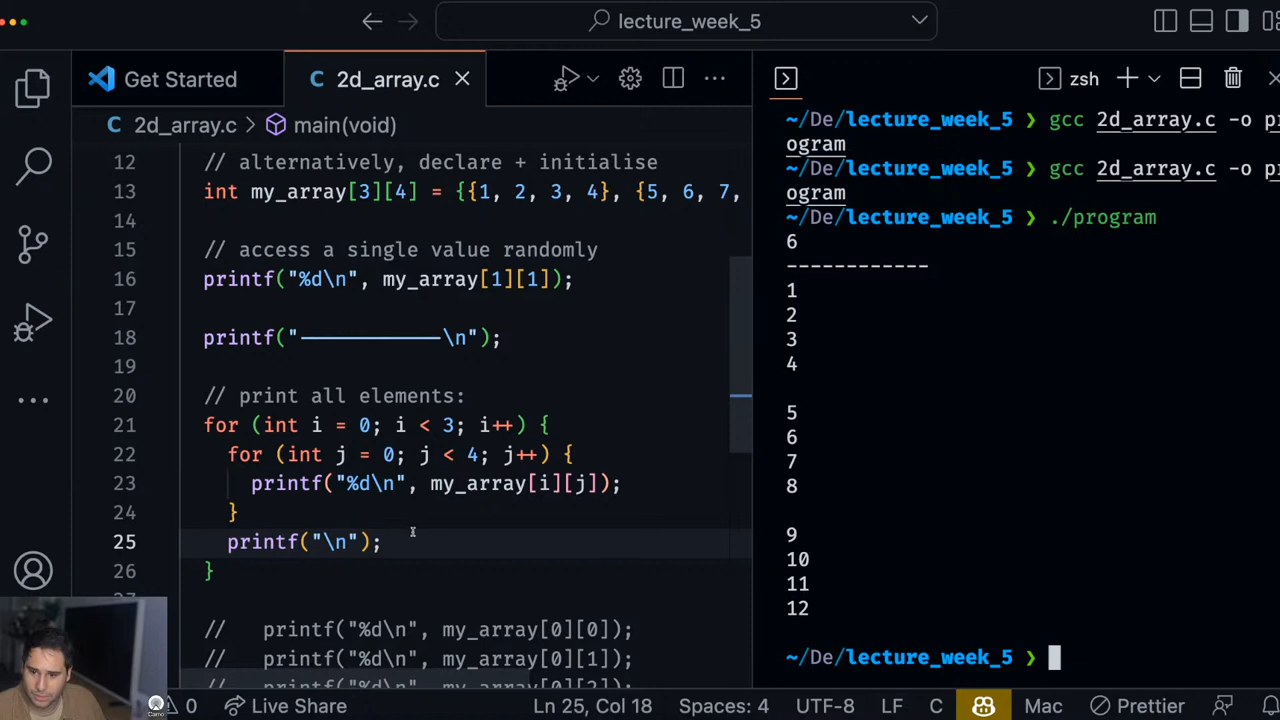 lecture_week_5
Get Started
C 2d_array.c
zsh
C 2d_array.c > main(void)
12 // alternatively, declare + initialise
13 int my_array[3][4] = {{1, 2, 3, 4}, {5, 6, 7,
14
15 // access a single value randomly
16 printf("%d\n", my_array[1][1]);
17
18 printf("------------\n");
19
20 // print all elements:
21 for (int i = 0; i < 3; i++) {
22 for (int j = 0; j < 4; j++) {
23 printf("%d\n", my_array[i][j]);
24 }
25 printf("\n");
26 }
// printf("%d\n", my_array[0][0]);
// printf("%d\n", my_array[0][1]);
// printf("%d\n", my_array[0][2]);
~/De/lecture_week_5 ❯ gcc 2d_array.c -o pr
ogram
~/De/lecture_week_5 ❯ gcc 2d_array.c -o pr
ogram
~/De/lecture_week_5 ❯ ./program
6
------------
1
2
3
4
5
6
7
8
9
10
11
12
~/De/lecture_week_5 ❯
Camo
0 Live Share Ln 25, Col 18 Spaces: 4 UTF-8 LF C Mac Prettier